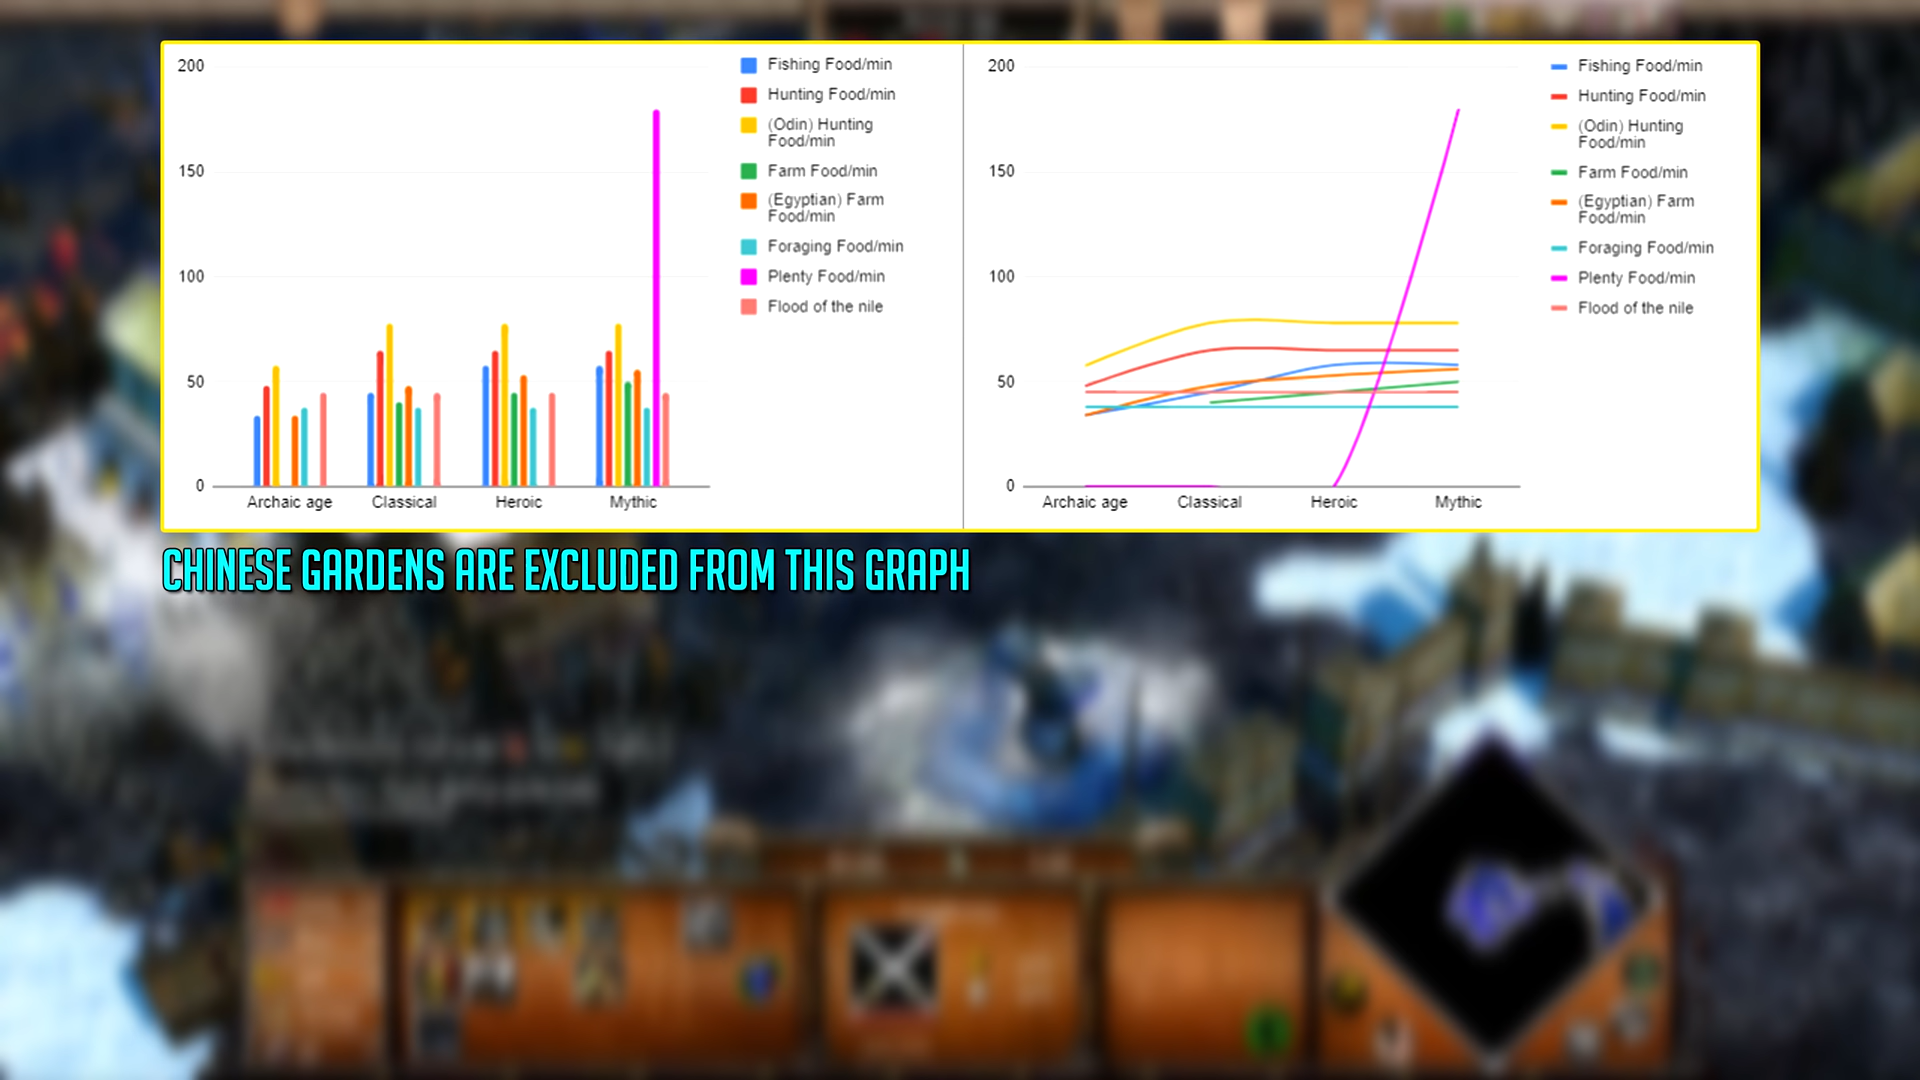 200
150
100
50
0
Archaic age
Classical
Heroic
Mythic
Fishing Food/min
Hunting Food/min
(Odin) Hunting
Food/min
Farm Food/min
(Egyptian) Farm
Food/min
Foraging Food/min
Plenty Food/min
Flood of the nile
200
150
100
50
0
Archaic age
Classical
Heroic
Mythic
Fishing Food/min
Hunting Food/min
(Odin) Hunting
Food/min
Farm Food/min
(Egyptian) Farm
Food/min
Foraging Food/min
Plenty Food/min
Flood of the nile
CHINESE GARDENS ARE EXCLUDED FROM THIS GRAPH